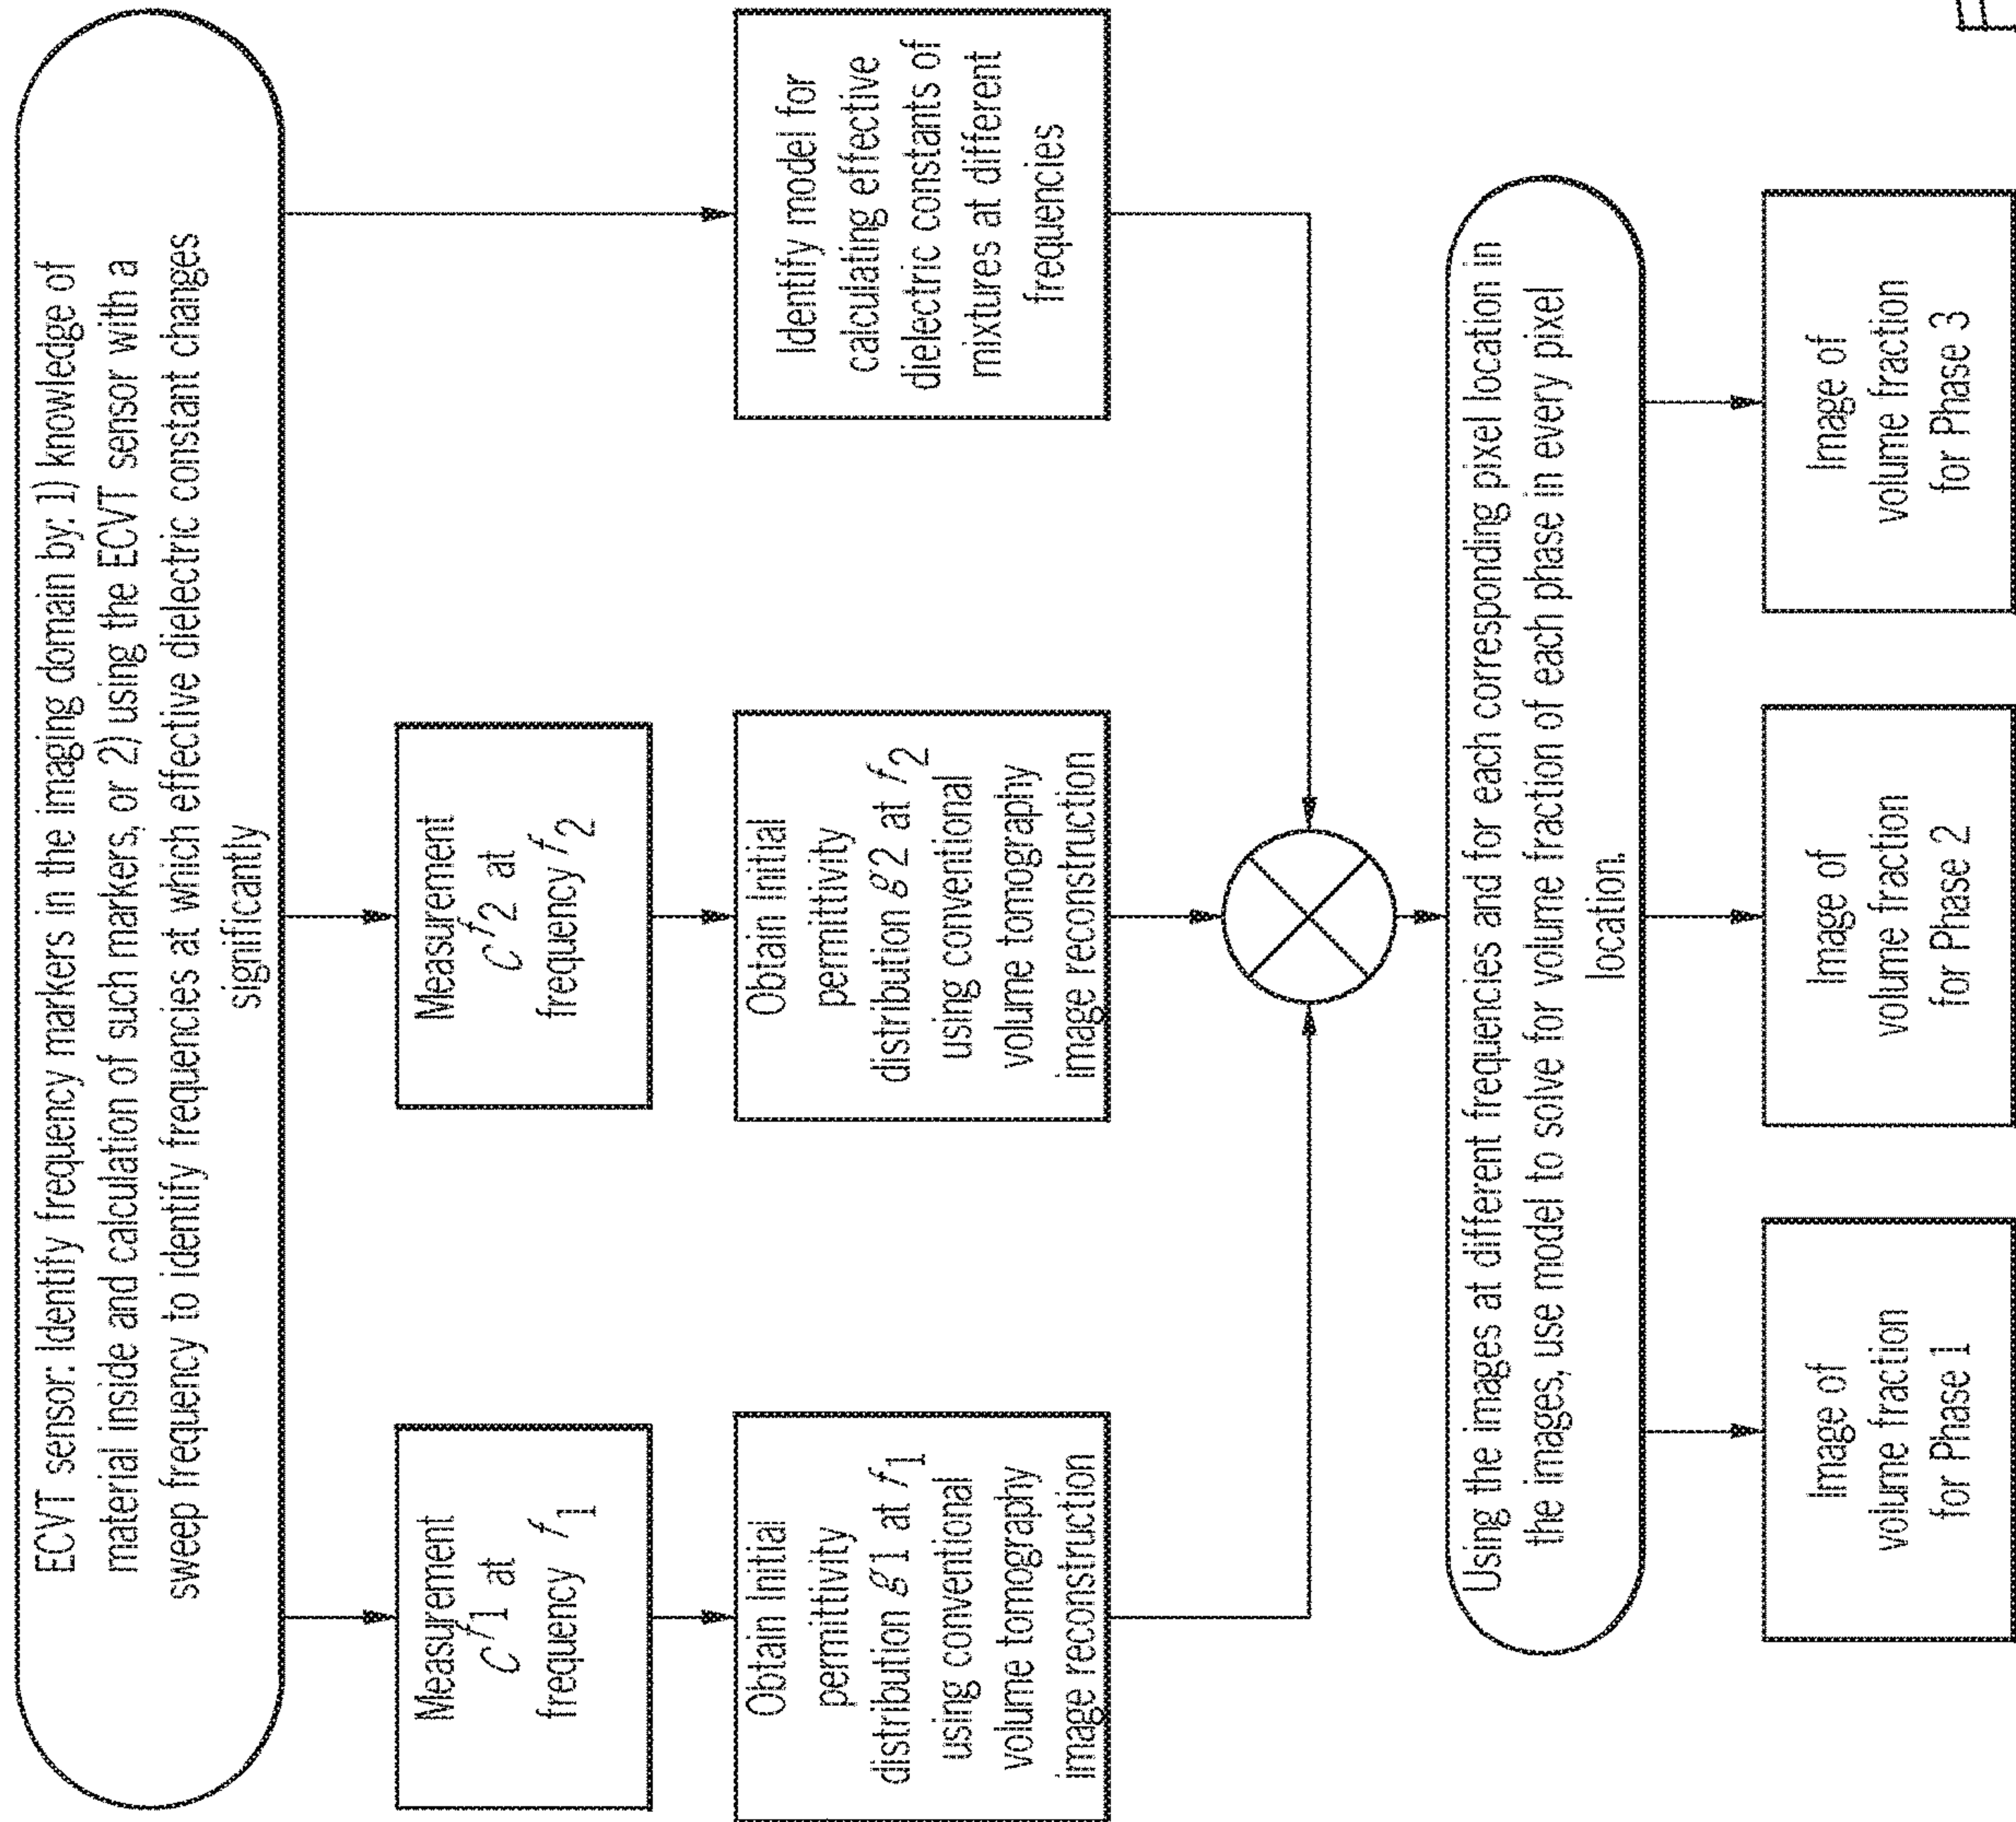 ECVT sensor: Identify frequency markers in the imaging domain by: 1) knowledge of
material inside and calculation of such markers, or 2) using the ECVT sensor with a
sweep frequency to identify frequencies at which effective dielectric constant changes
significantly
Measurement
C^f1 at
frequency f1
Measurement
C^f2 at
frequency f2
Obtain Initial
permittivity
distribution g1 at f1
using conventional
volume tomography
image reconstruction
Obtain Initial
permittivity
distribution g2 at f2
using conventional
volume tomography
image reconstruction
Identify model for
calculating effective
dielectric constants of
mixtures at different
frequencies
Using the images at different frequencies and for each corresponding pixel location in
the images, use model to solve for volume fraction of each phase in every pixel
location.
Image of
volume fraction
for Phase 1
Image of
volume fraction
for Phase 2
Image of
volume fraction
for Phase 3